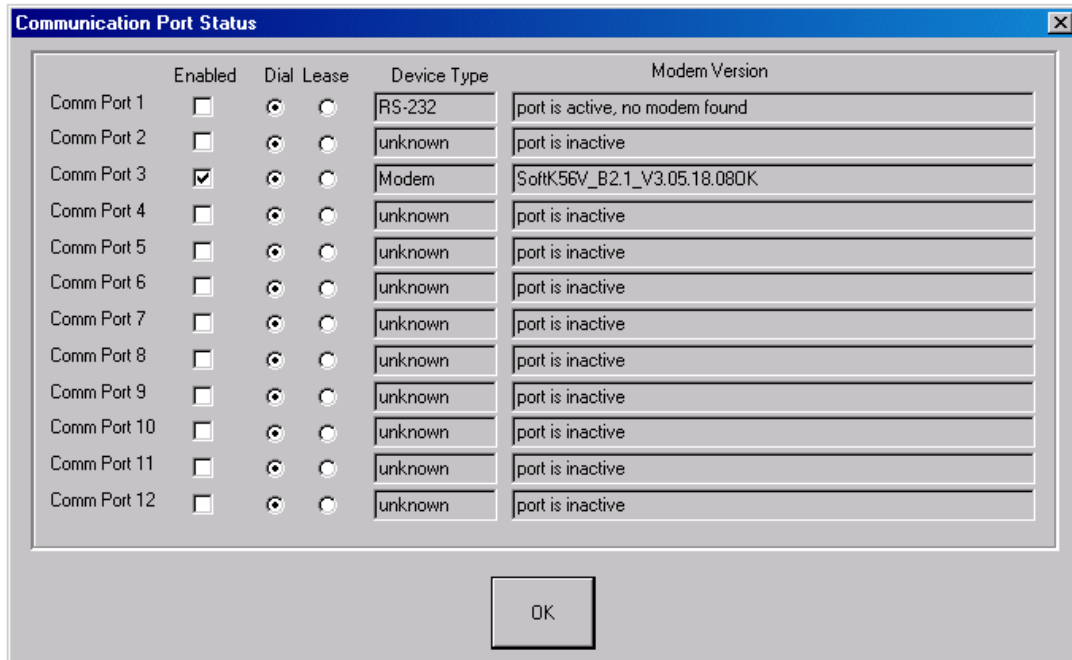 Communication Port Status
Enabled Dial Lease Device Type Modem Version
Comm Port 1 RS-232 port is active, no modem found
Comm Port 2 unknown port is inactive
Comm Port 3 Modem SoftK56V_B2.1_V3.05.18.08OK
Comm Port 4 unknown port is inactive
Comm Port 5 unknown port is inactive
Comm Port 6 unknown port is inactive
Comm Port 7 unknown port is inactive
Comm Port 8 unknown port is inactive
Comm Port 9 unknown port is inactive
Comm Port 10 unknown port is inactive
Comm Port 11 unknown port is inactive
Comm Port 12 unknown port is inactive
OK